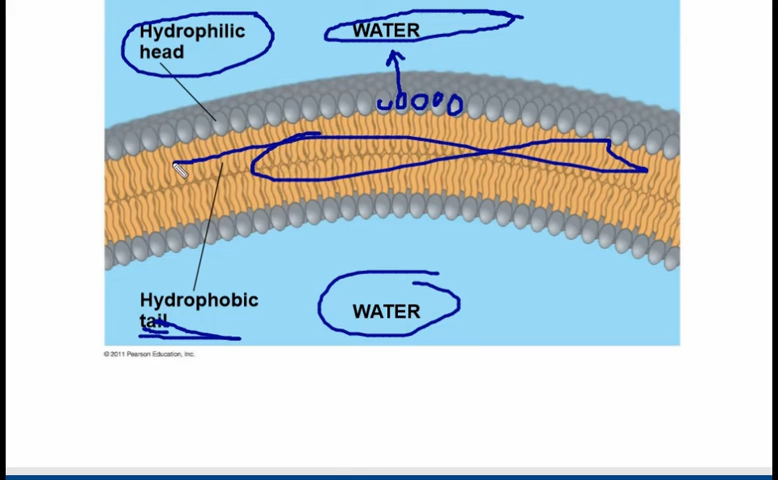 Hydrophilic
head
WATER
Hydrophobic
tail
WATER
© 2011 Pearson Education, Inc.